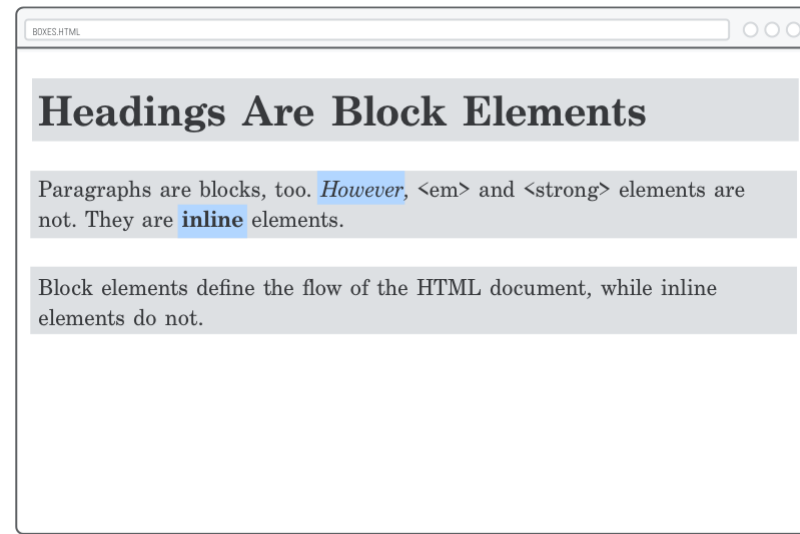 BOXES.HTML
Headings Are Block Elements
Paragraphs are blocks, too. However, <em> and <strong> elements are
not. They are inline elements.
Block elements define the flow of the HTML document, while inline
elements do not.